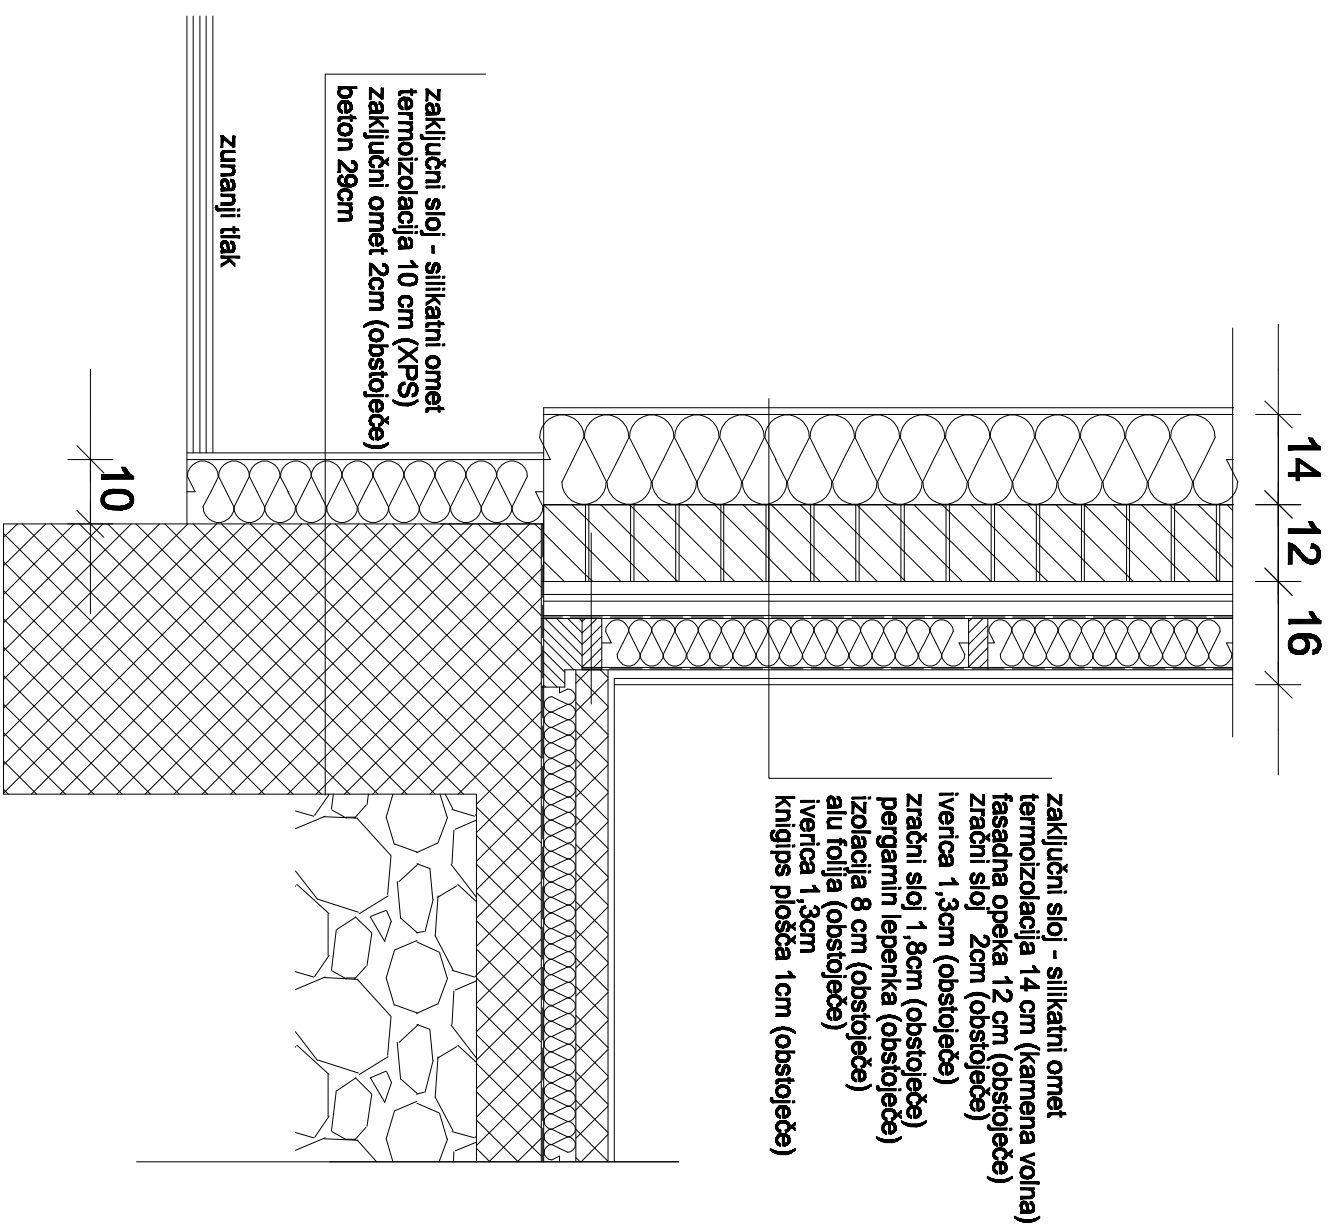 zaključni sloj - silikatni omet
termoizolacija 10 cm (XPS)
zaključni omet 2cm (obstoječe)
beton 29cm
zunanji tlak
10
14
12
16
zaključni sloj - silikatni omet
termoizolacija 14 cm (kamena volna)
fasadna opeka 12 cm (obstoječe)
zračni sloj 2cm (obstoječe)
iverica 1,3cm (obstoječe)
zračni sloj 1,8cm (obstoječe)
pergamin lepenka (obstoječe)
izolacija 8 cm (obstoječe)
alu folija (obstoječe)
iverica 1,3cm
knigips plošča 1cm (obstoječe)